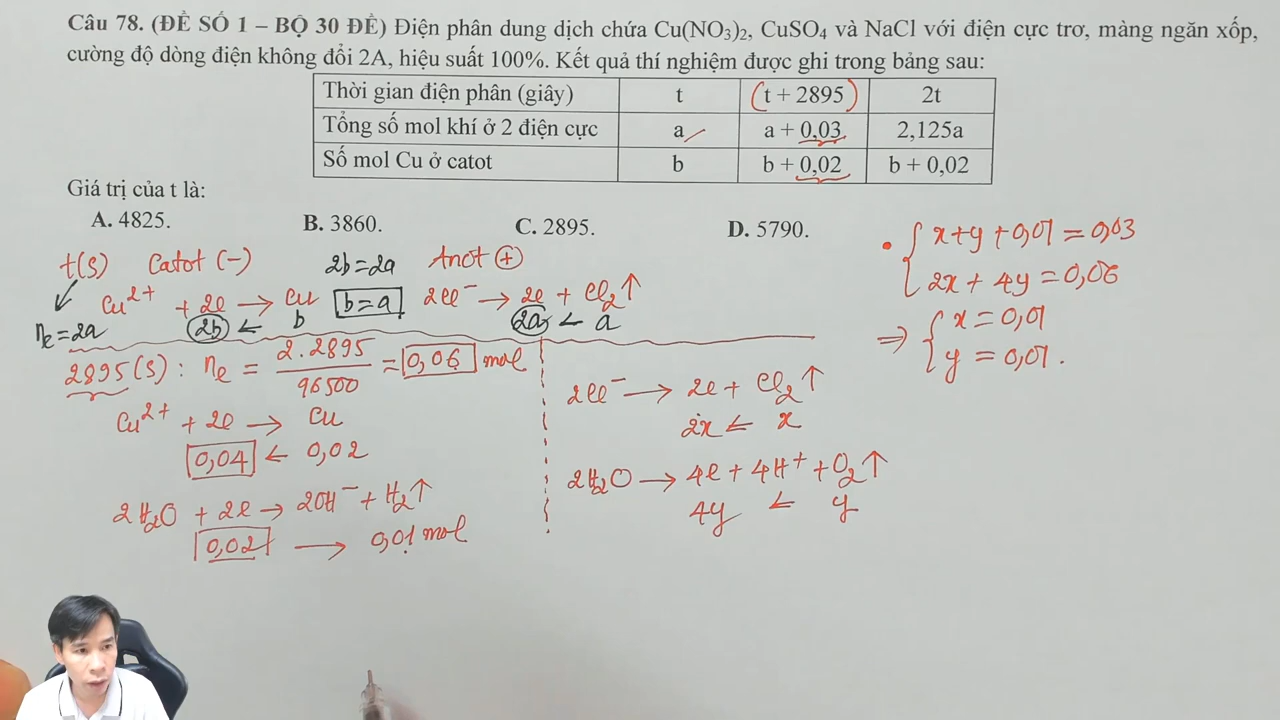 Câu 78. (ĐỀ SỐ 1 – BỘ 30 ĐỀ) Điện phân dung dịch chứa Cu(NO₃)₂, CuSO₄ và NaCl với điện cực trơ, màng ngăn xốp,
cường độ dòng điện không đổi 2A, hiệu suất 100%. Kết quả thí nghiệm được ghi trong bảng sau:
Thời gian điện phân (giây) t (t + 2895) 2t
Tổng số mol khí ở 2 điện cực a a + 0,03 2,125a
Số mol Cu ở catot b b + 0,02 b + 0,02
Giá trị của t là:
A. 4825. B. 3860. C. 2895. D. 5790.
t(s) Catot (-) 2b=2a Anot (+)
Cu²⁺ + 2e → Cu b=a 2Cl⁻ → 2e + Cl₂↑
nₑ=2a 2b ← b 2a ← a
2895(s): nₑ = 2.2895/96500 = 0,06 mol
Cu²⁺ + 2e → Cu
0,04 ← 0,02
2H₂O + 2e → 2OH⁻ + H₂↑
0,02 → 0,01 mol
2Cl⁻ → 2e + Cl₂↑
2x ← x
2H₂O → 4e + 4H⁺ + O₂↑
4y ← y
• { x+y+0,01 = 0,03
2x + 4y = 0,06
⇒ { x = 0,01
y = 0,01.